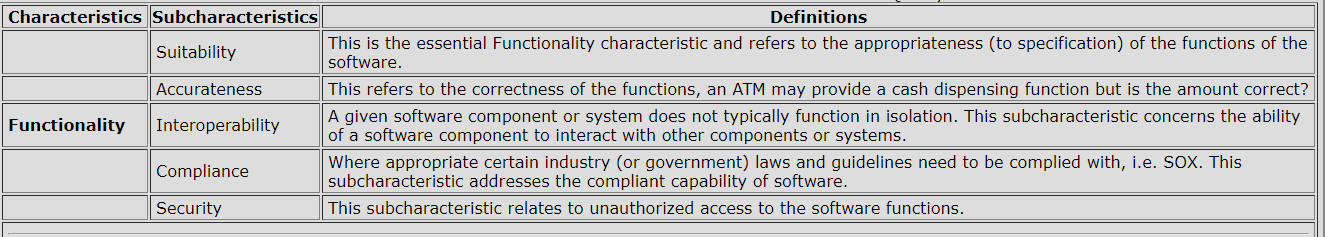 Characteristics Subcharacteristics Definitions
Suitability This is the essential Functionality characteristic and refers to the appropriateness (to specification) of the functions of the
software.
Accurateness This refers to the correctness of the functions, an ATM may provide a cash dispensing function but is the amount correct?
Functionality Interoperability A given software component or system does not typically function in isolation. This subcharacteristic concerns the ability
of a software component to interact with other components or systems.
Compliance Where appropriate certain industry (or government) laws and guidelines need to be complied with, i.e. SOX. This
subcharacteristic addresses the compliant capability of software.
Security This subcharacteristic relates to unauthorized access to the software functions.